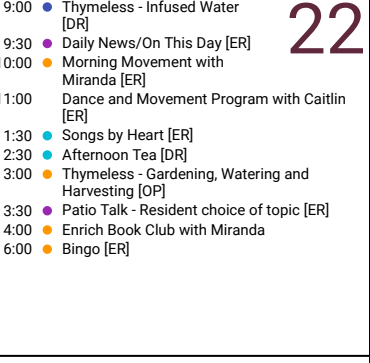 9:00 Thymeless - Infused Water
[DR]
22
9:30 Daily News/On This Day [ER]
10:00 Morning Movement with
Miranda [ER]
11:00 Dance and Movement Program with Caitlin
[ER]
1:30 Songs by Heart [ER]
2:30 Afternoon Tea [DR]
3:00 Thymeless - Gardening, Watering and
Harvesting [OP]
3:30 Patio Talk - Resident choice of topic [ER]
4:00 Enrich Book Club with Miranda
6:00 Bingo [ER]